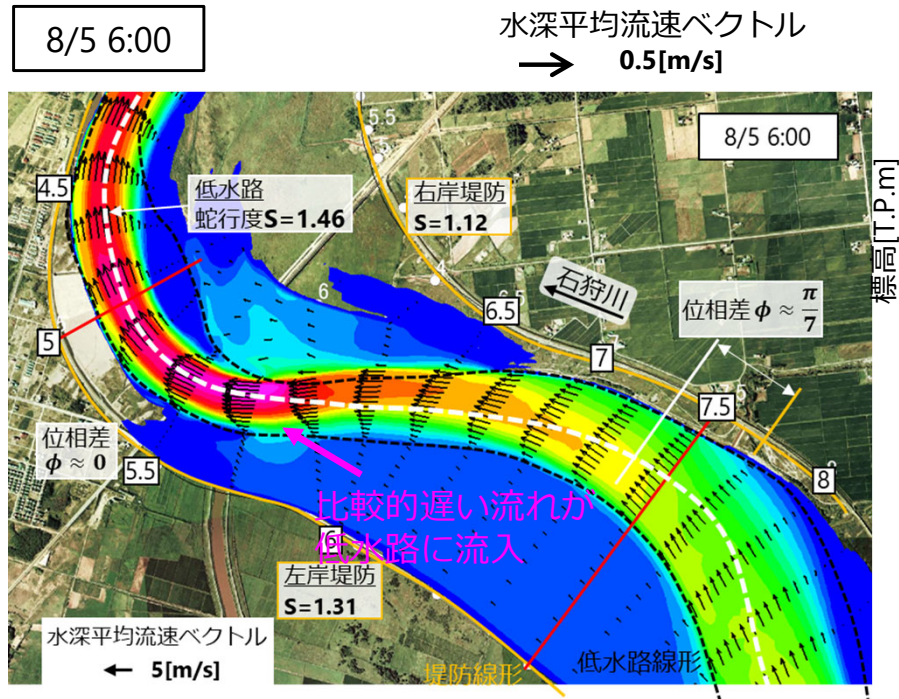 8/5 6:00
水深平均流速ベクトル
0.5[m/s]
5.5
8/5 6:00
4.5
低水路
蛇行度S=1.46
右岸堤防
S=1.12
標高[T.P.m]
石狩川
位相差 ϕ ≈ π/7
6
6.5
5
7
7.5
位相差
ϕ ≈ 0
5.5
8
比較的遅い流れが
低水路に流入
6
左岸堤防
S=1.31
水深平均流速ベクトル
5[m/s]
堤防線形
低水路線形